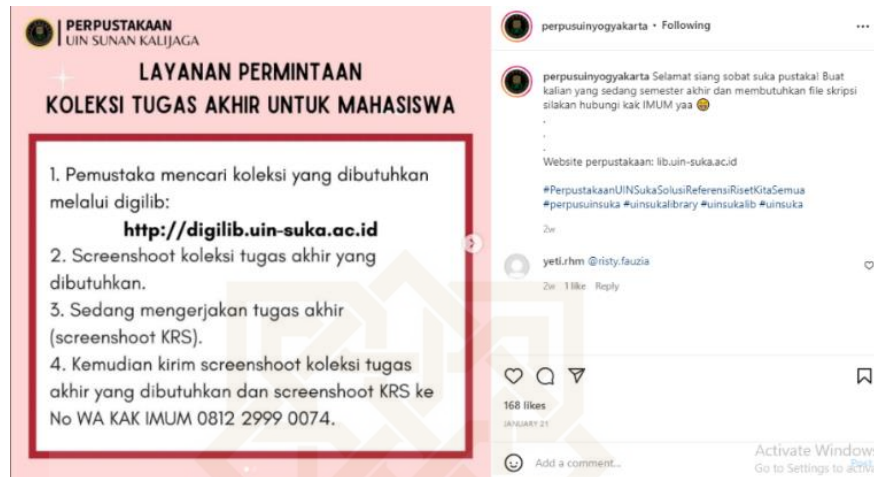 PERPUSTAKAAN
UIN SUNAN KALIJAGA
LAYANAN PERMINTAAN
KOLEKSI TUGAS AKHIR UNTUK MAHASISWA
1. Pemustaka mencari koleksi yang dibutuhkan
melalui digilib:
http://digilib.uin-suka.ac.id
2. Screenshoot koleksi tugas akhir yang
dibutuhkan.
3. Sedang mengerjakan tugas akhir
(screenshoot KRS).
4. Kemudian kirim screenshoot koleksi tugas
akhir yang dibutuhkan dan screenshoot KRS ke
No WA KAK IMUM 0812 2999 0074.
perpusuinyogyakarta • Following
perpusuinyogyakarta Selamat siang sobat suka pustaka! Buat
kalian yang sedang semester akhir dan membutuhkan file skripsi
silakan hubungi kak IMUM yaa 😁
.
.
.
Website perpustakaan: lib.uin-suka.ac.id
#PerpustakaanUINSukaSolusiReferensiRisetKitaSemua
#perpusuinsuka #uinsukalibrary #uinsukalib #uinsuka
2w
yeti.rhm @risty.fauzia
2w 1 like Reply
168 likes
JANUARY 21
Add a comment...
Post
Activate Windows
Go to Settings to activa